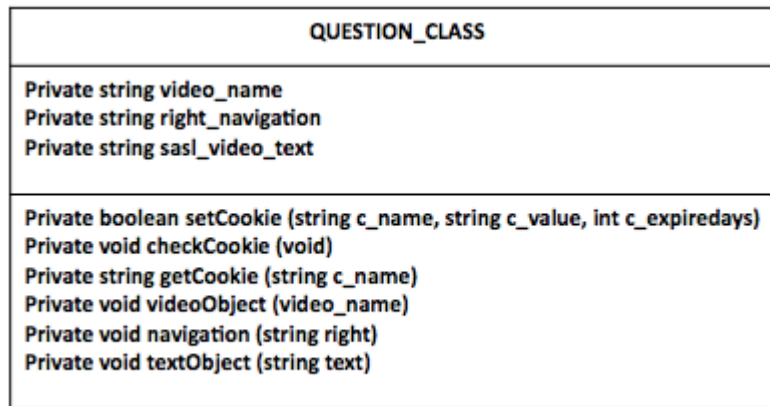 QUESTION_CLASS
Private string video_name
Private string right_navigation
Private string sasl_video_text
Private boolean setCookie (string c_name, string c_value, int c_expiredays)
Private void checkCookie (void)
Private string getCookie (string c_name)
Private void videoObject (video_name)
Private void navigation (string right)
Private void textObject (string text)